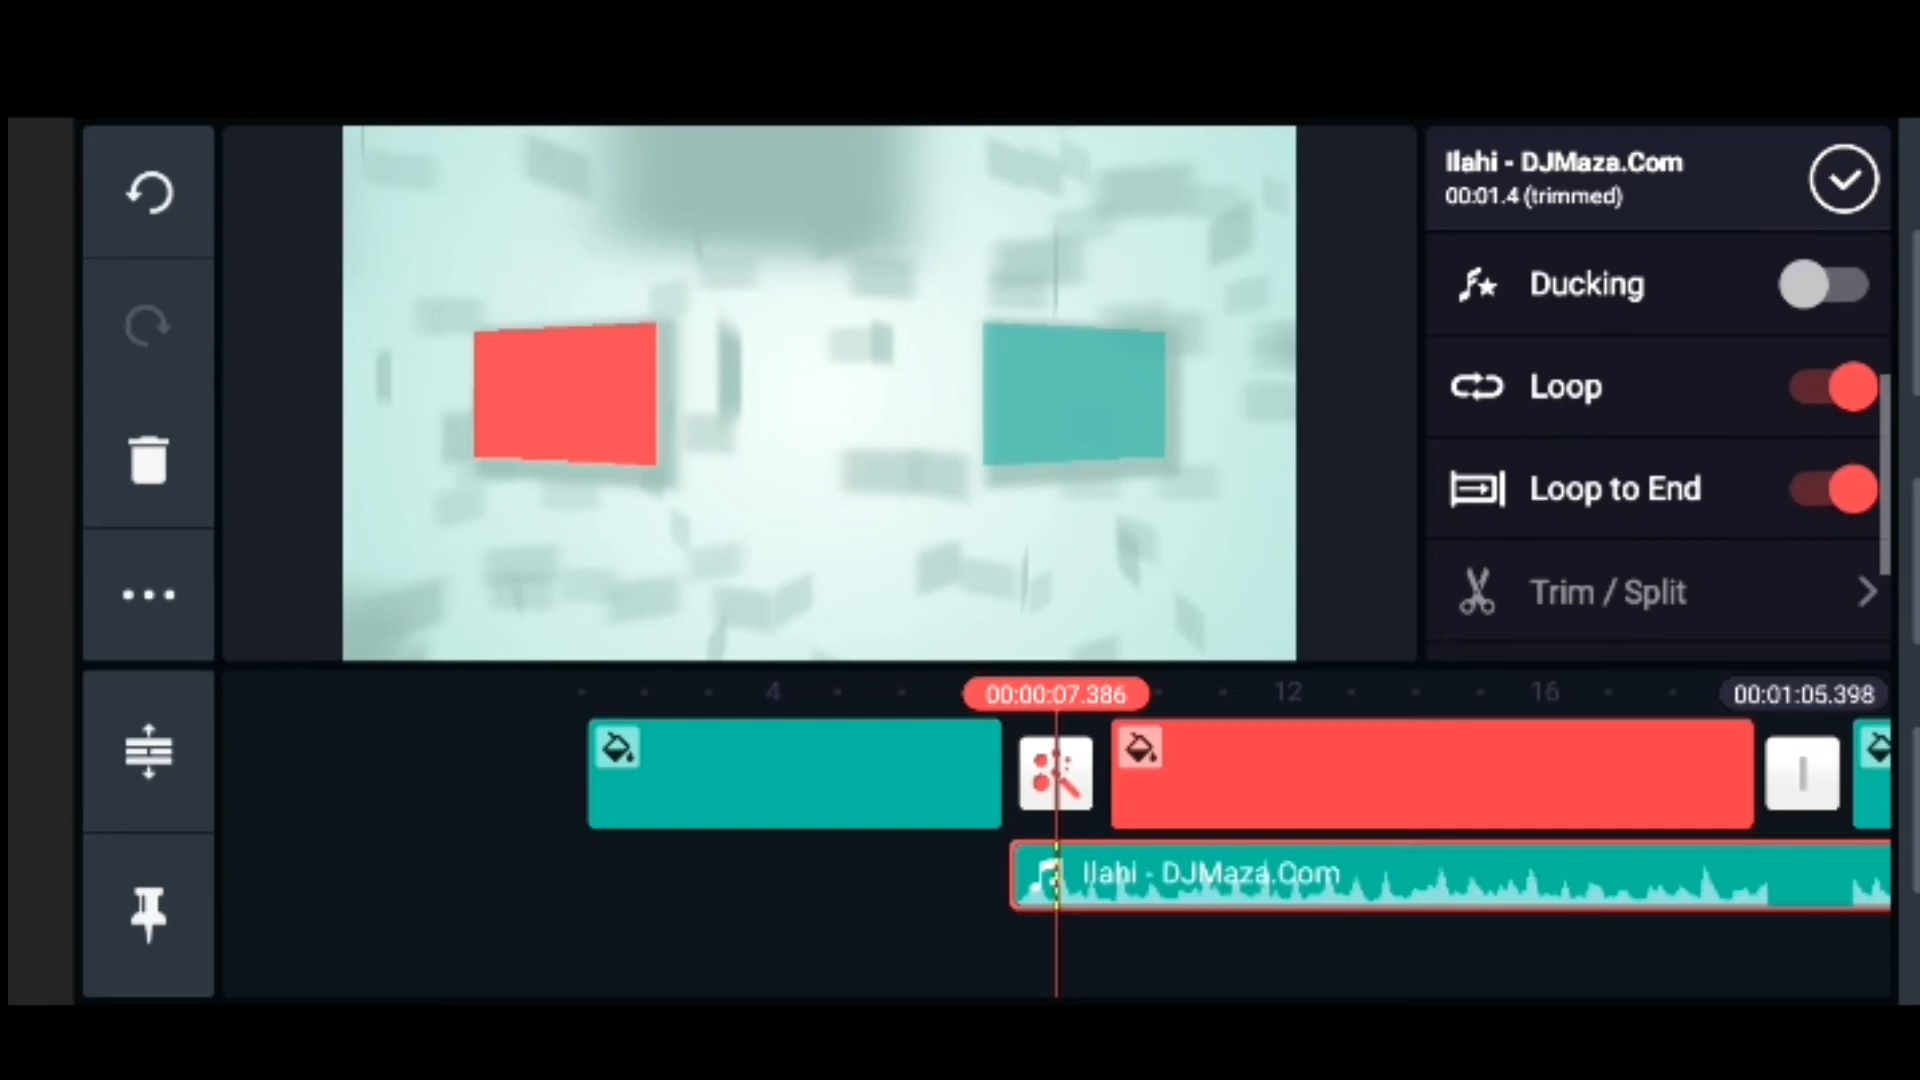 Ilahi - DJMaza.Com
00:01.4 (trimmed)
Ducking
Loop
Loop to End
Trim / Split
4
00:00:07.386
12
16
00:01:05.398
Ilahi - DJMaza.Com